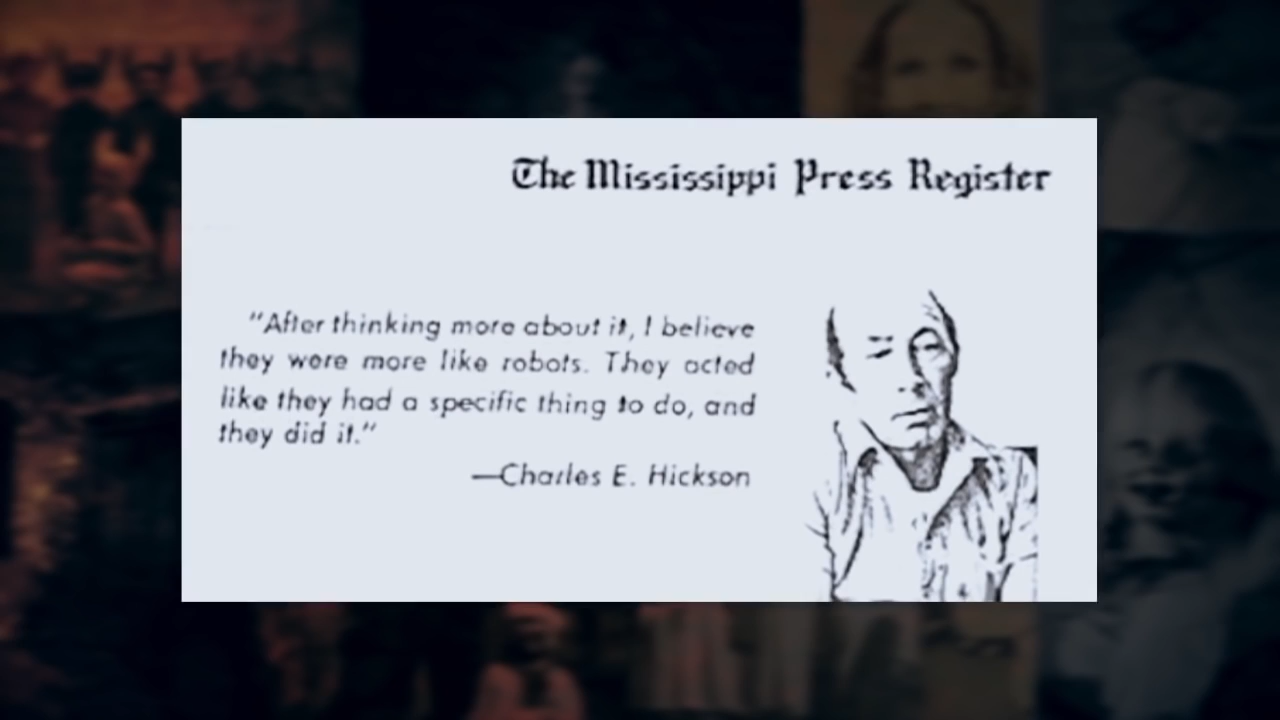 The Mississippi Press Register
"After thinking more about it, I believe
they were more like robots. They acted
like they had a specific thing to do, and
they did it."
—Charles E. Hickson